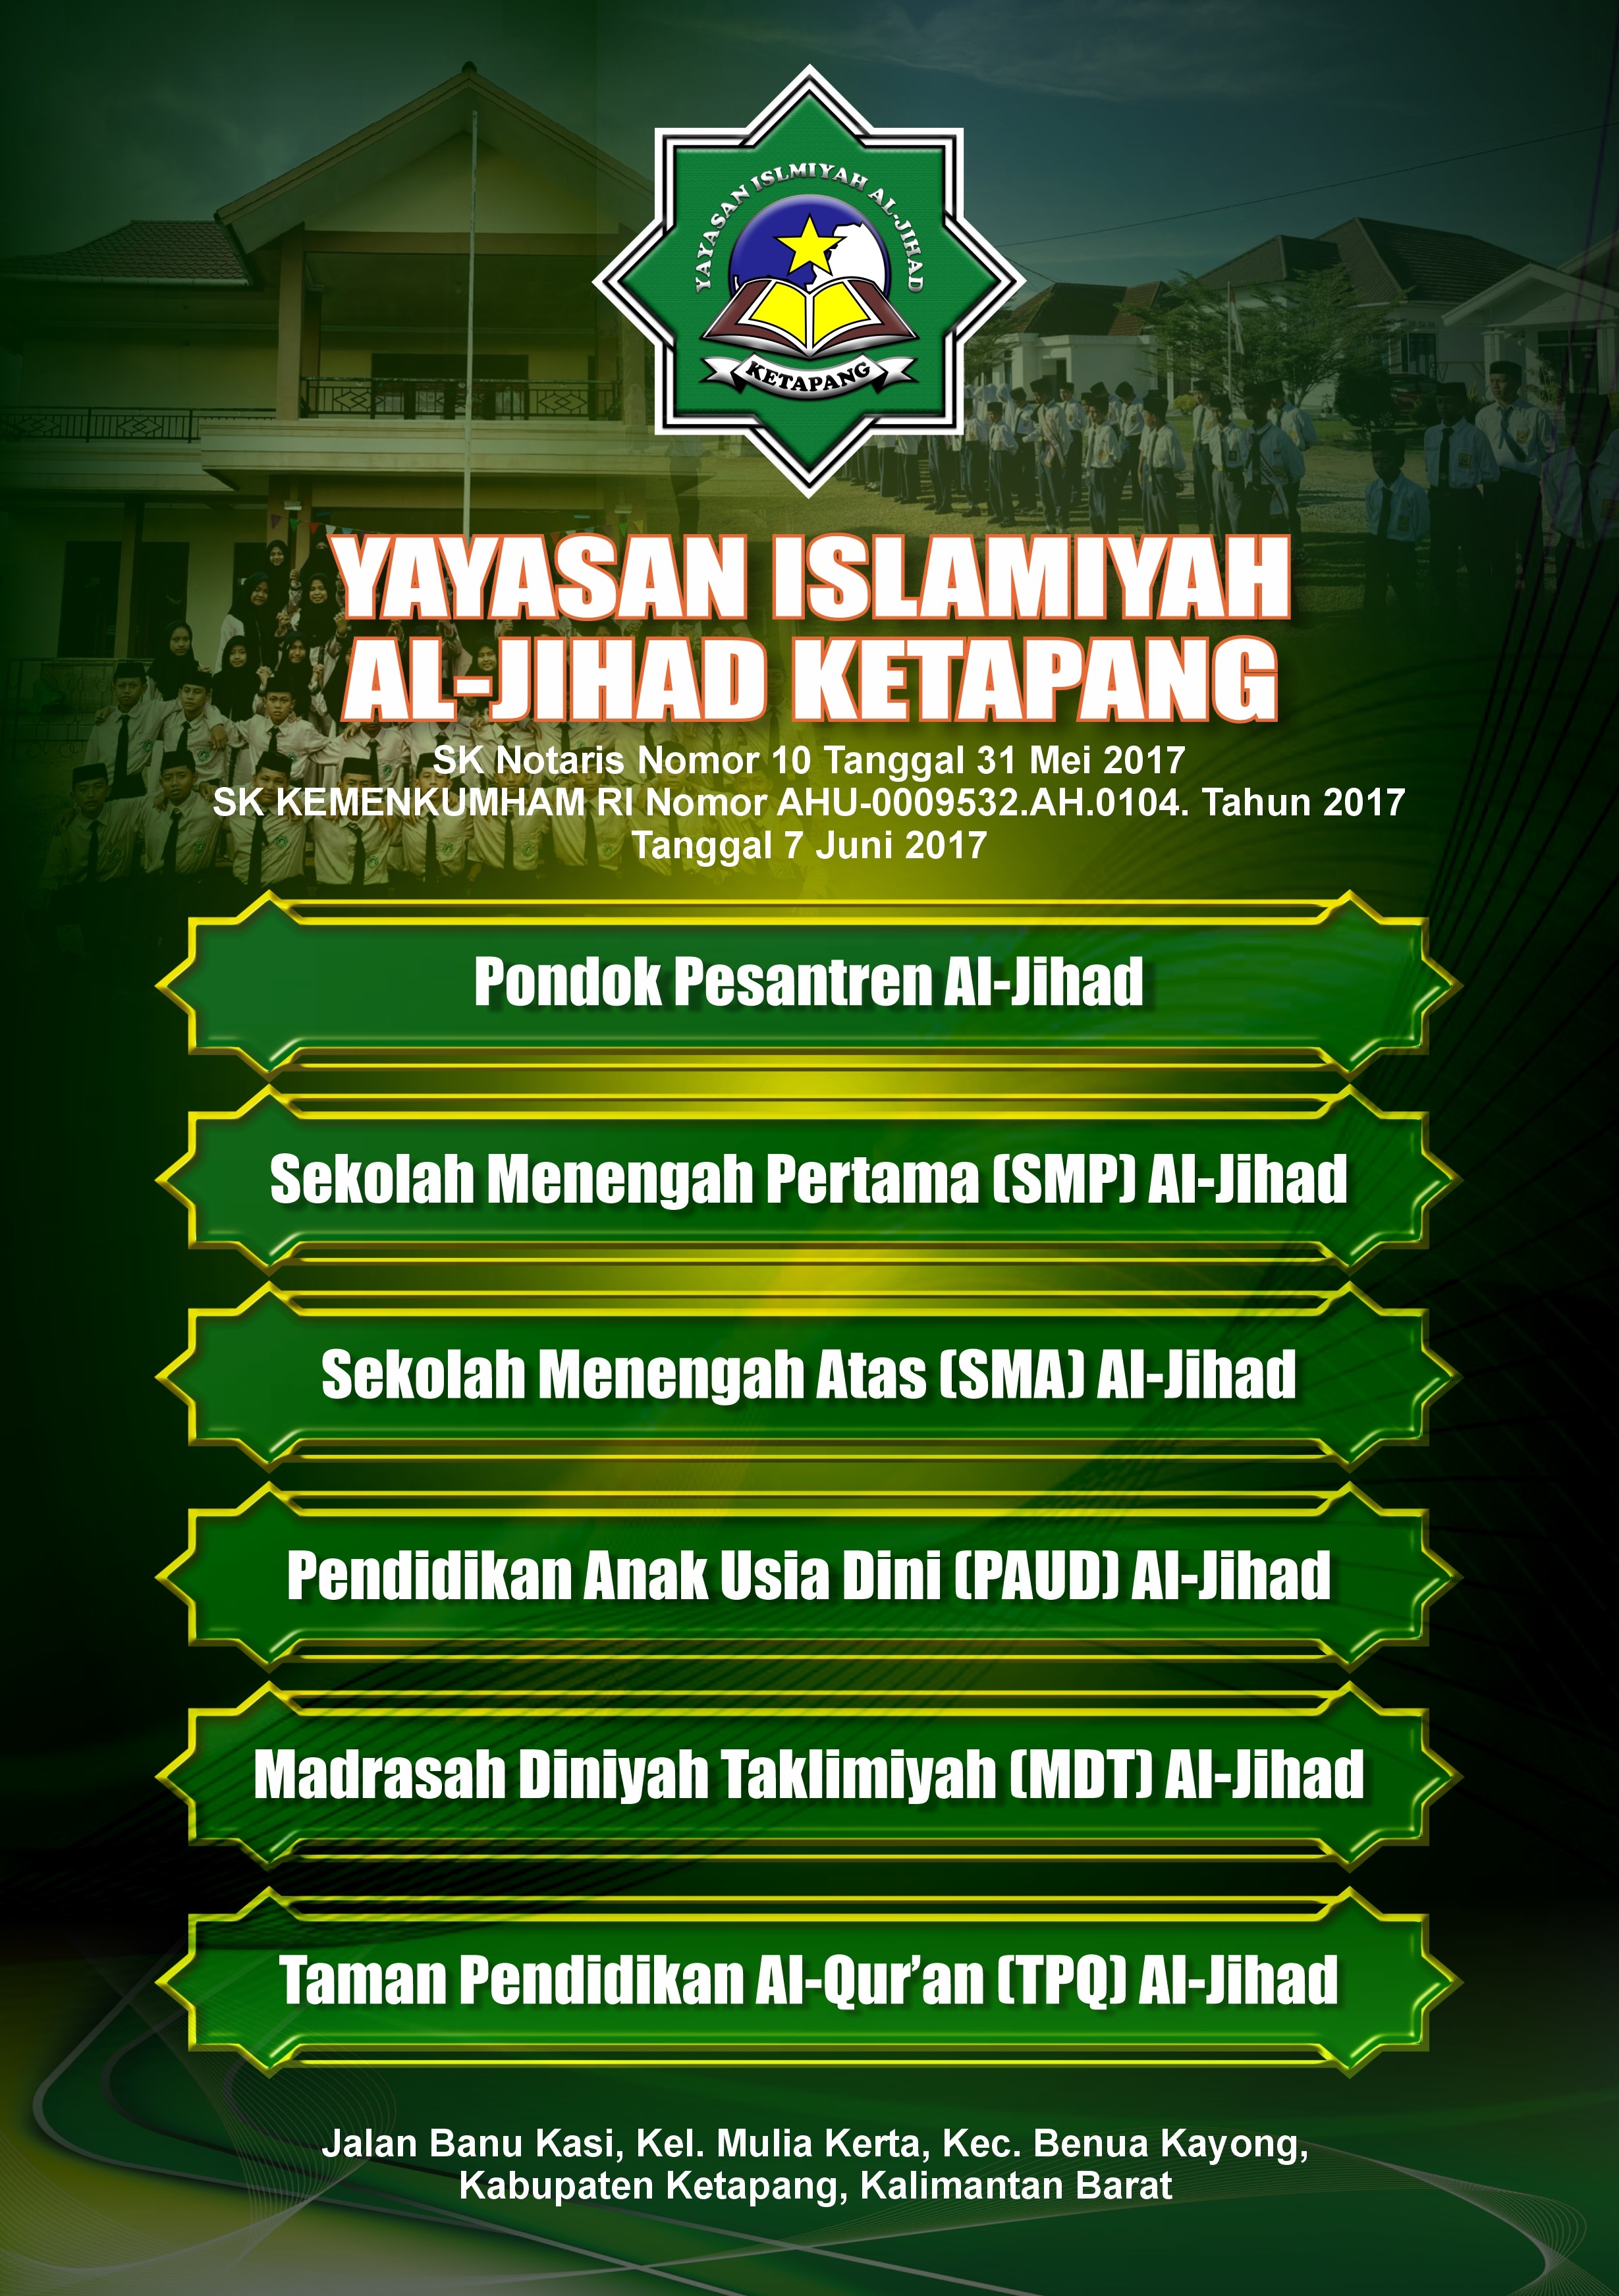 YAYASAN ISLMIYAH AL-JIHAD
KETAPANG
YAYASAN ISLAMIYAH
AL-JIHAD KETAPANG
SK Notaris Nomor 10 Tanggal 31 Mei 2017
SK KEMENKUMHAM RI Nomor AHU-0009532.AH.0104. Tahun 2017
Tanggal 7 Juni 2017
Pondok Pesantren Al-Jihad
Sekolah Menengah Pertama (SMP) Al-Jihad
Sekolah Menengah Atas (SMA) Al-Jihad
Pendidikan Anak Usia Dini (PAUD) Al-Jihad
Madrasah Diniyah Taklimiyah (MDT) Al-Jihad
Taman Pendidikan Al-Qur’an (TPQ) Al-Jihad
Jalan Banu Kasi, Kel. Mulia Kerta, Kec. Benua Kayong,
Kabupaten Ketapang, Kalimantan Barat